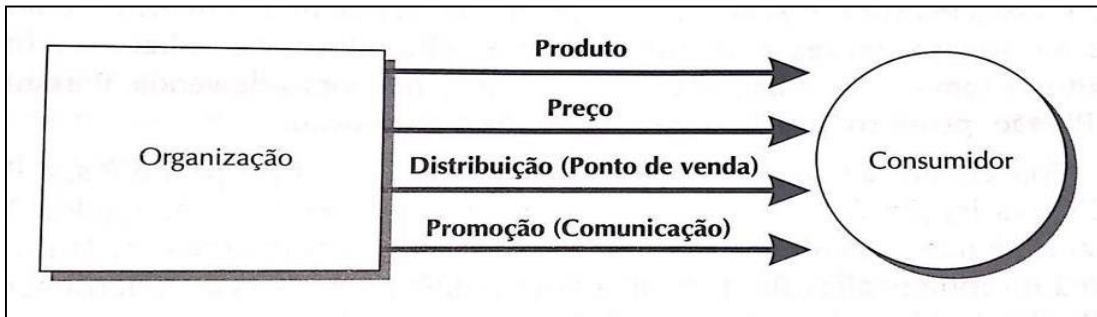 Produto
Preço
Organização
Distribuição (Ponto de venda)
Consumidor
Promoção (Comunicação)